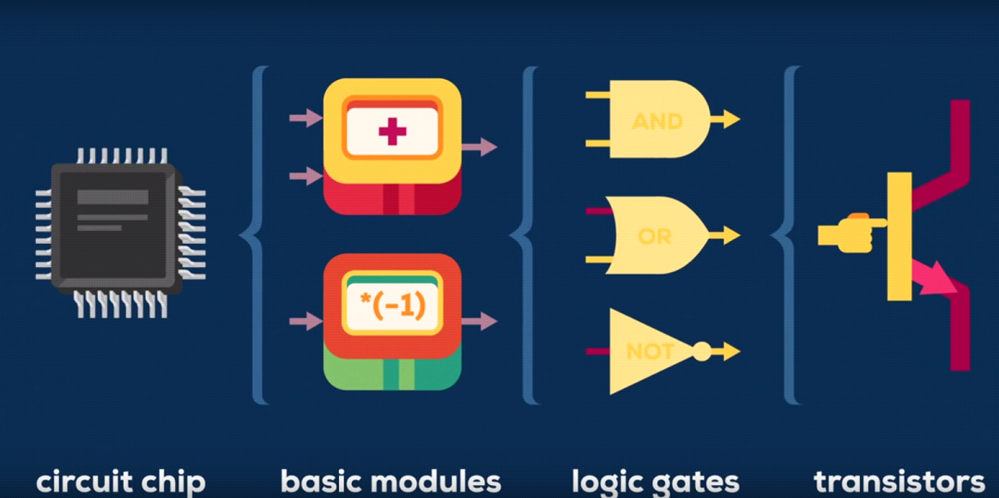 +
*(-1)
AND
OR
NOT
circuit chip
basic modules
logic gates
transistors